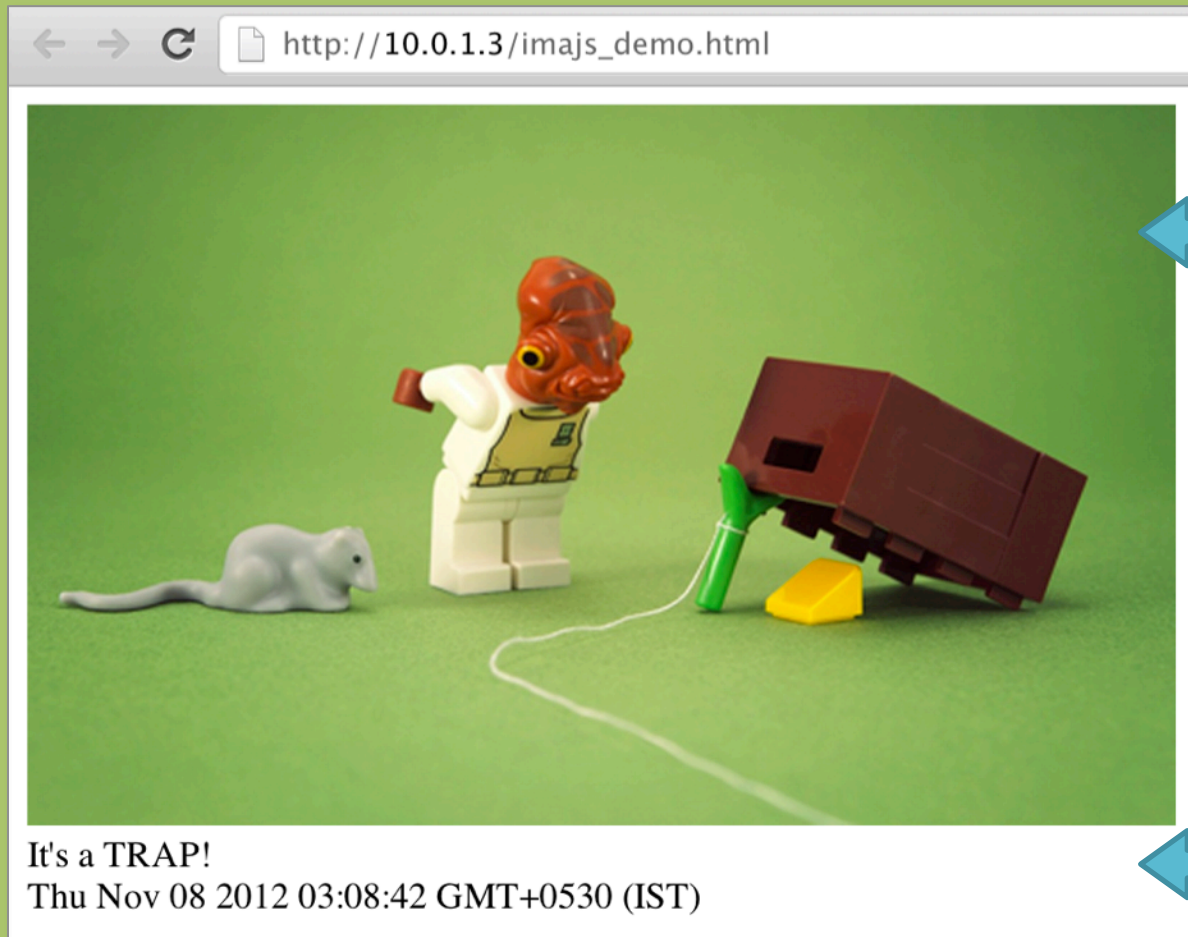 http://10.0.1.3/imajs_demo.html
It's a TRAP!
Thu Nov 08 2012 03:08:42 GMT+0530 (IST)